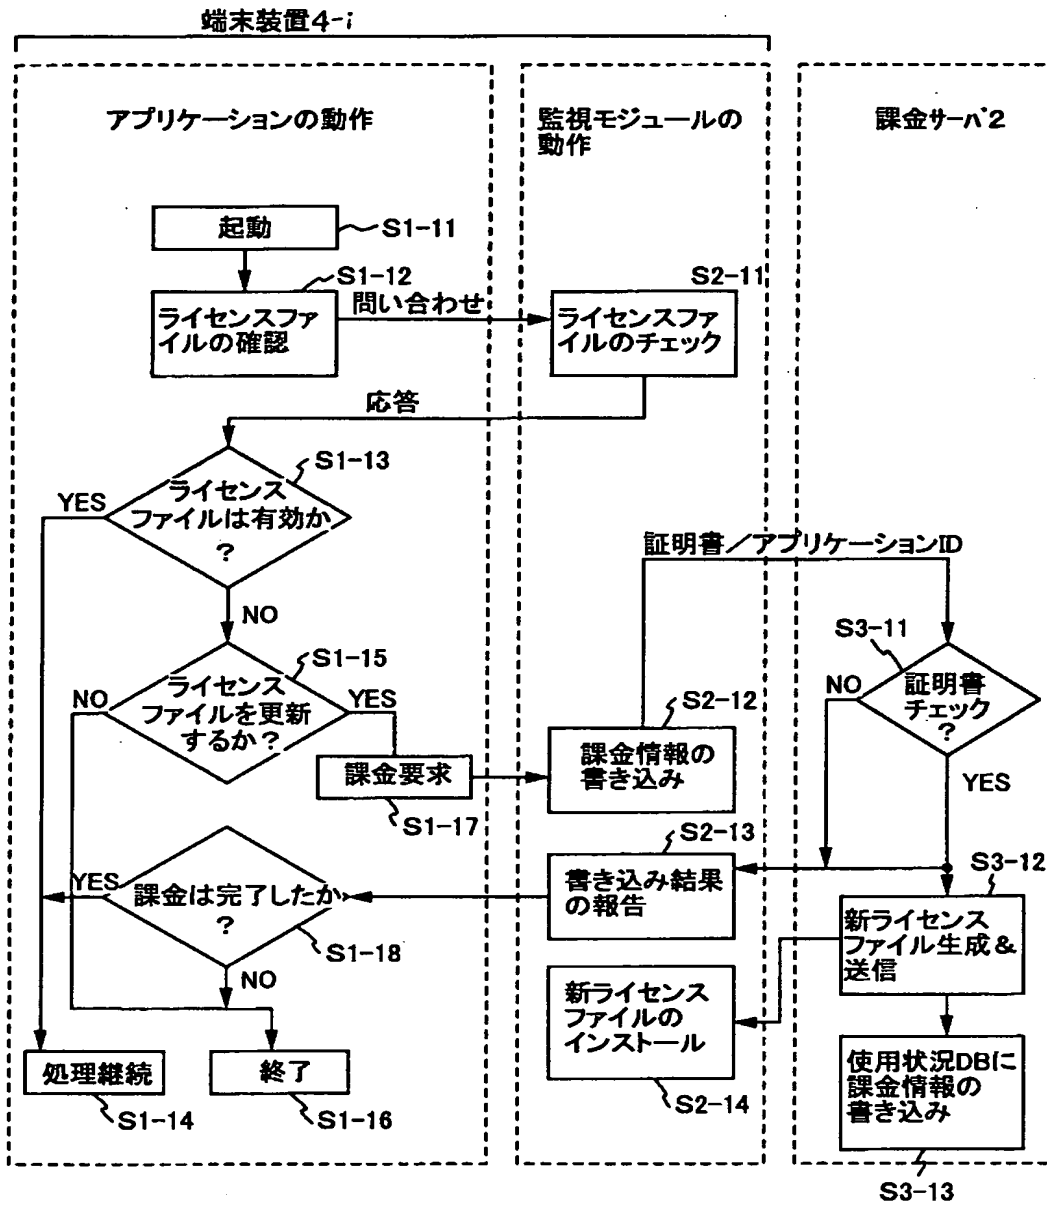 端末装置4-i
アプリケーションの動作
監視モジュールの
動作
課金サーバ2
起動
S1-11
S1-12
ライセンスファ
イルの確認
問い合わせ
S2-11
ライセンスファ
イルのチェック
応答
S1-13
ライセンス
ファイルは有効か
?
YES
NO
証明書/アプリケーションID
S3-11
証明書
チェック
?
NO
YES
S1-15
ライセンス
ファイルを更新
するか?
NO
YES
課金要求
S1-17
S2-12
課金情報の
書き込み
S2-13
書き込み結果
の報告
課金は完了したか
?
YES
S1-18
NO
S3-12
新ライセンス
ファイル生成&
送信
新ライセンス
ファイルの
インストール
S2-14
処理継続
S1-14
終了
S1-16
使用状況DBに
課金情報の
書き込み
S3-13